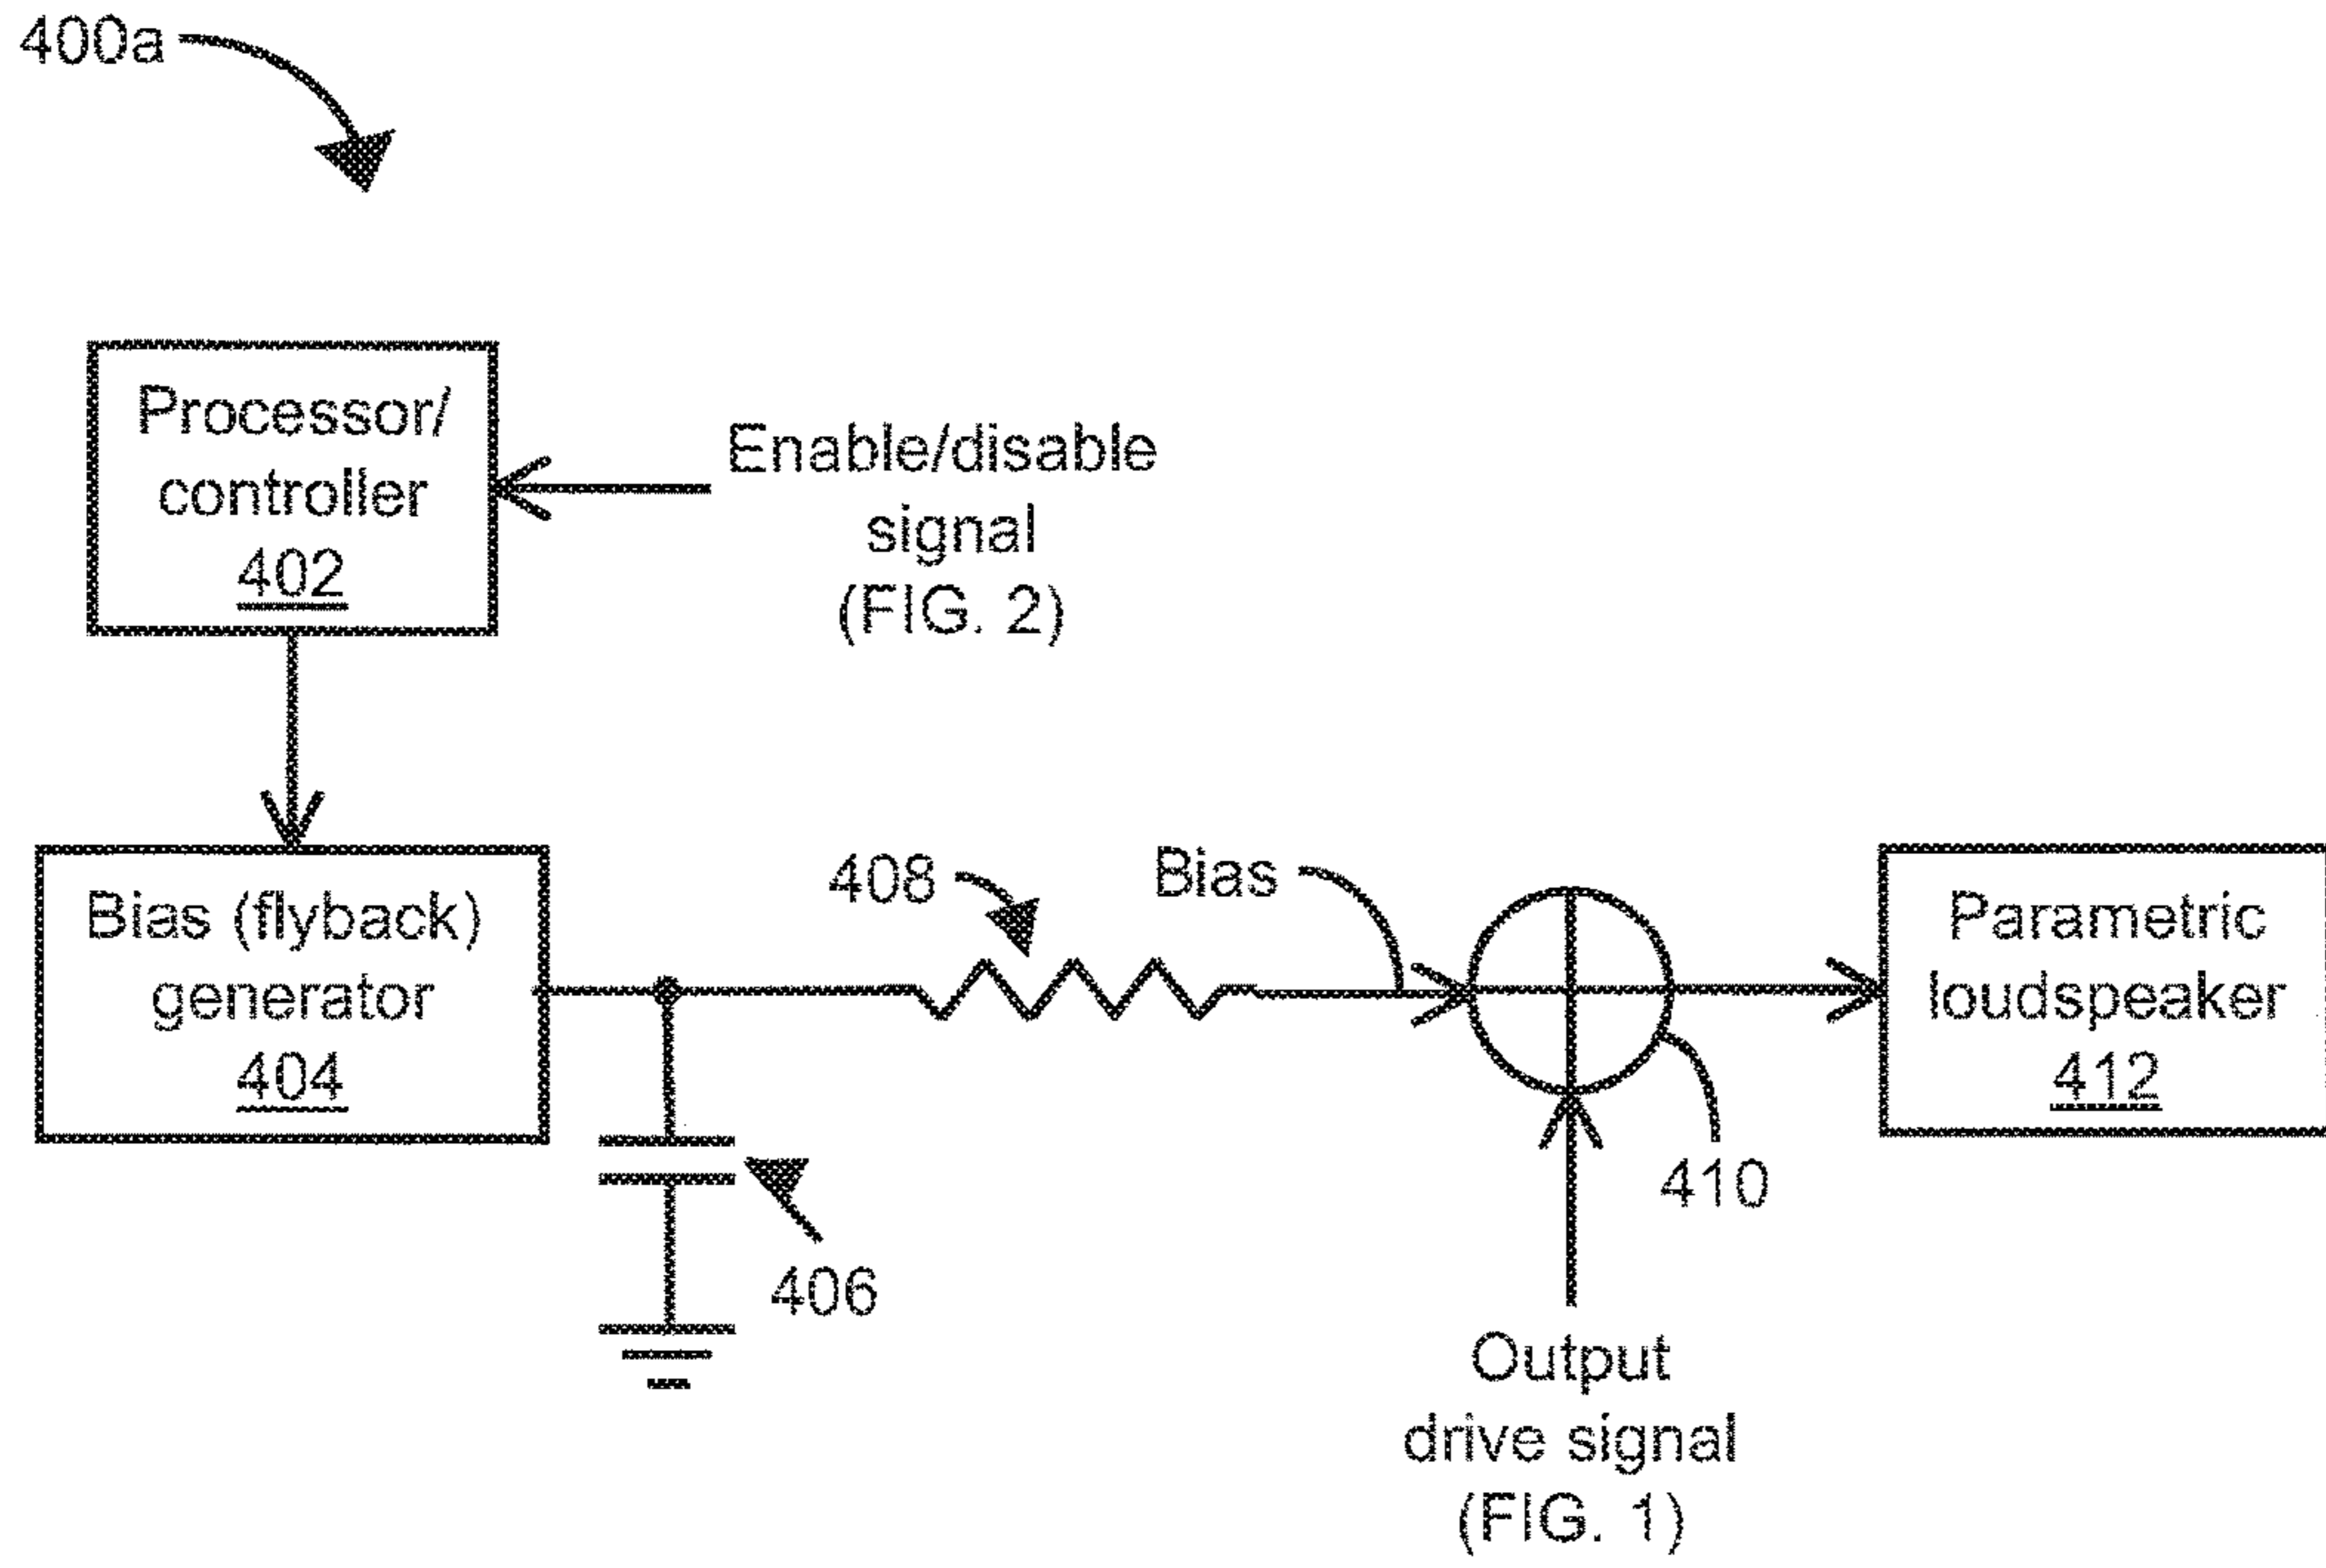 400a
Processor/
controller
402
Enable/disable
signal
(FIG. 2)
Bias (flyback)
generator
404
408
Bias
Parametric
loudspeaker
412
410
406
Output
drive signal
(FIG. 1)